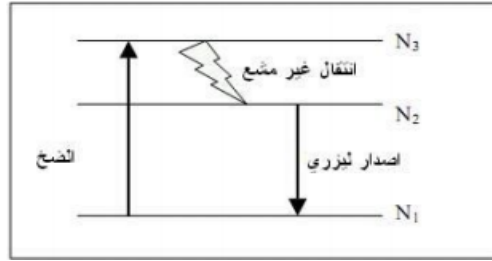 N₃
انتقال غير مشع
N₂
الضخ
اصدار ليزري
N₁